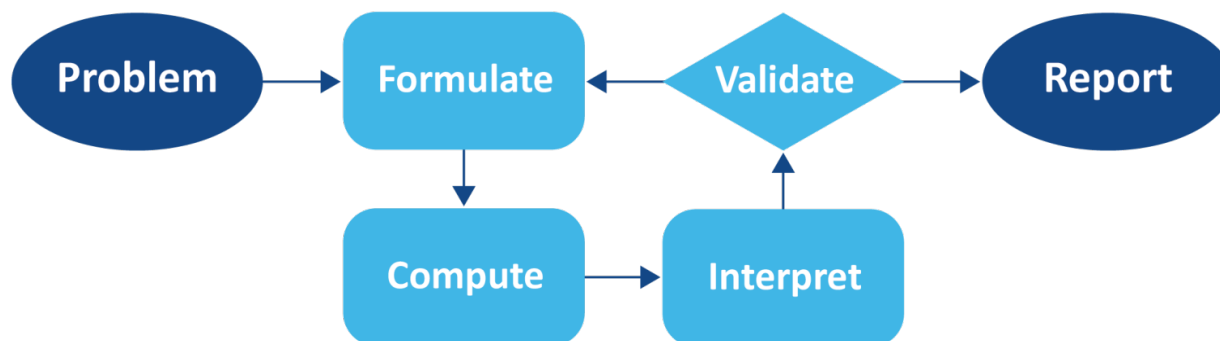 Problem
Formulate
Validate
Report
Compute
Interpret